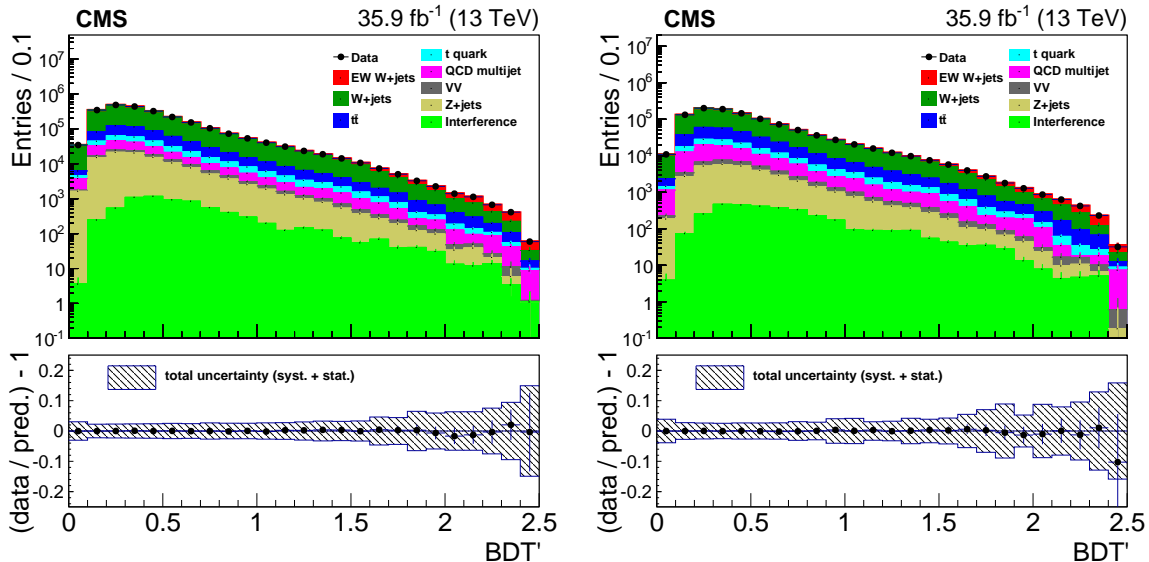 CMS 35.9 fb⁻¹ (13 TeV)
Entries / 0.1
10⁷
10⁶
10⁵
10⁴
10³
10²
10
1
10⁻¹
Data
EW W+jets
W+jets
tt̄
t quark
QCD multijet
VV
Z+jets
Interference
(data / pred.) - 1
0.2
0.1
0
-0.1
-0.2
total uncertainty (syst. + stat.)
0 0.5 1 1.5 2 2.5
BDT'
CMS 35.9 fb⁻¹ (13 TeV)
Entries / 0.1
10⁷
10⁶
10⁵
10⁴
10³
10²
10
1
10⁻¹
Data
EW W+jets
W+jets
tt̄
t quark
QCD multijet
VV
Z+jets
Interference
(data / pred.) - 1
0.2
0.1
0
-0.1
-0.2
total uncertainty (syst. + stat.)
0 0.5 1 1.5 2 2.5
BDT'